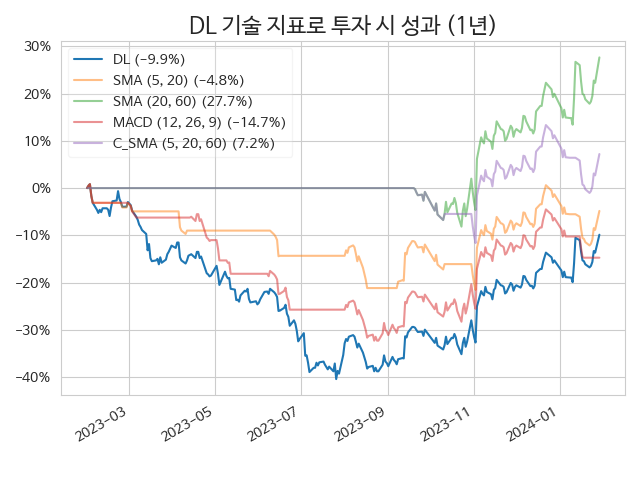 DL 기술 지표로 투자 시 성과 (1년)
30%
20%
10%
0%
−10%
−20%
−30%
−40%
DL (−9.9%)
SMA (5, 20) (−4.8%)
SMA (20, 60) (27.7%)
MACD (12, 26, 9) (−14.7%)
C_SMA (5, 20, 60) (7.2%)
2023−03
2023−05
2023−07
2023−09
2023−11
2024−01